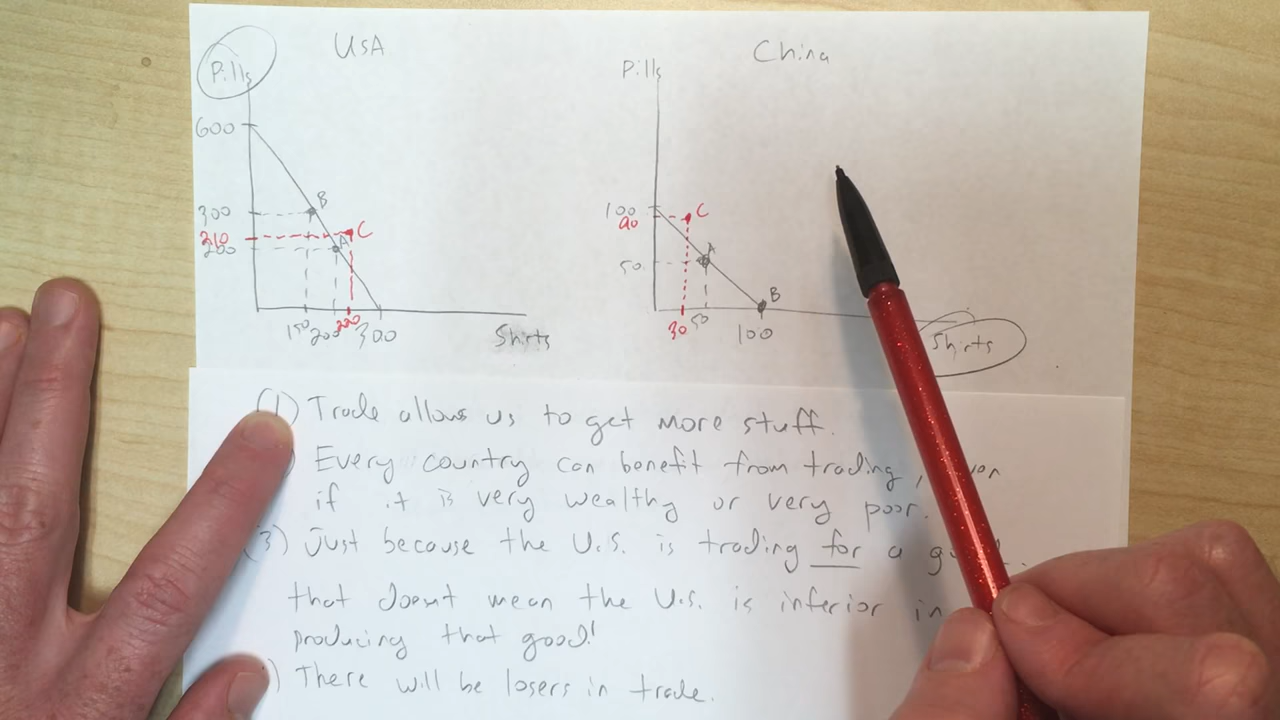 USA
Pills
600
300
210
200
B
C
A
150 200 220 300
Shirts
China
Pills
100
90
50
C
A
B
30 50 100
Shirts
(1) Trade allows us to get more stuff.
Every country can benefit from trading,
if it is very wealthy or very poor.
(3) Just because the U.S. is trading for a
that doesnt mean the U.S. is inferior in
producing that good!
) There will be losers in trade.